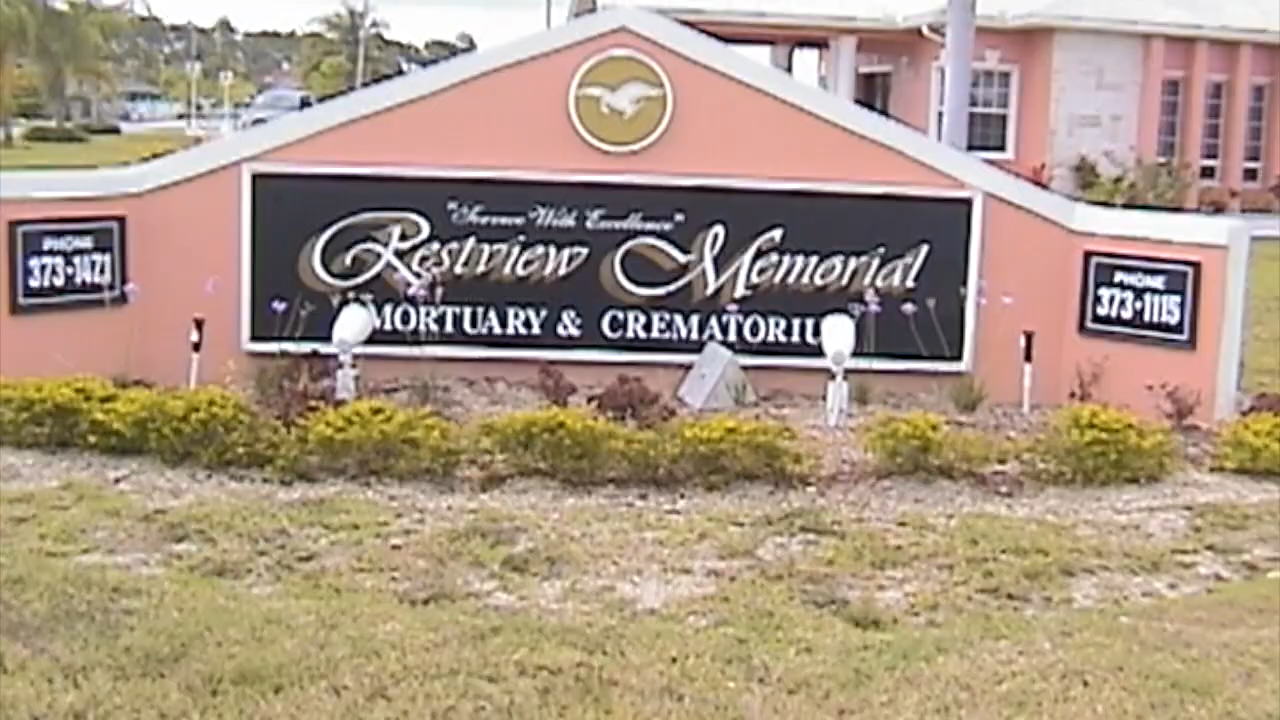 "Service With Excellence"
Restview Memorial
MORTUARY & CREMATORIU
PHONE
373-1471
PHONE
373-1115